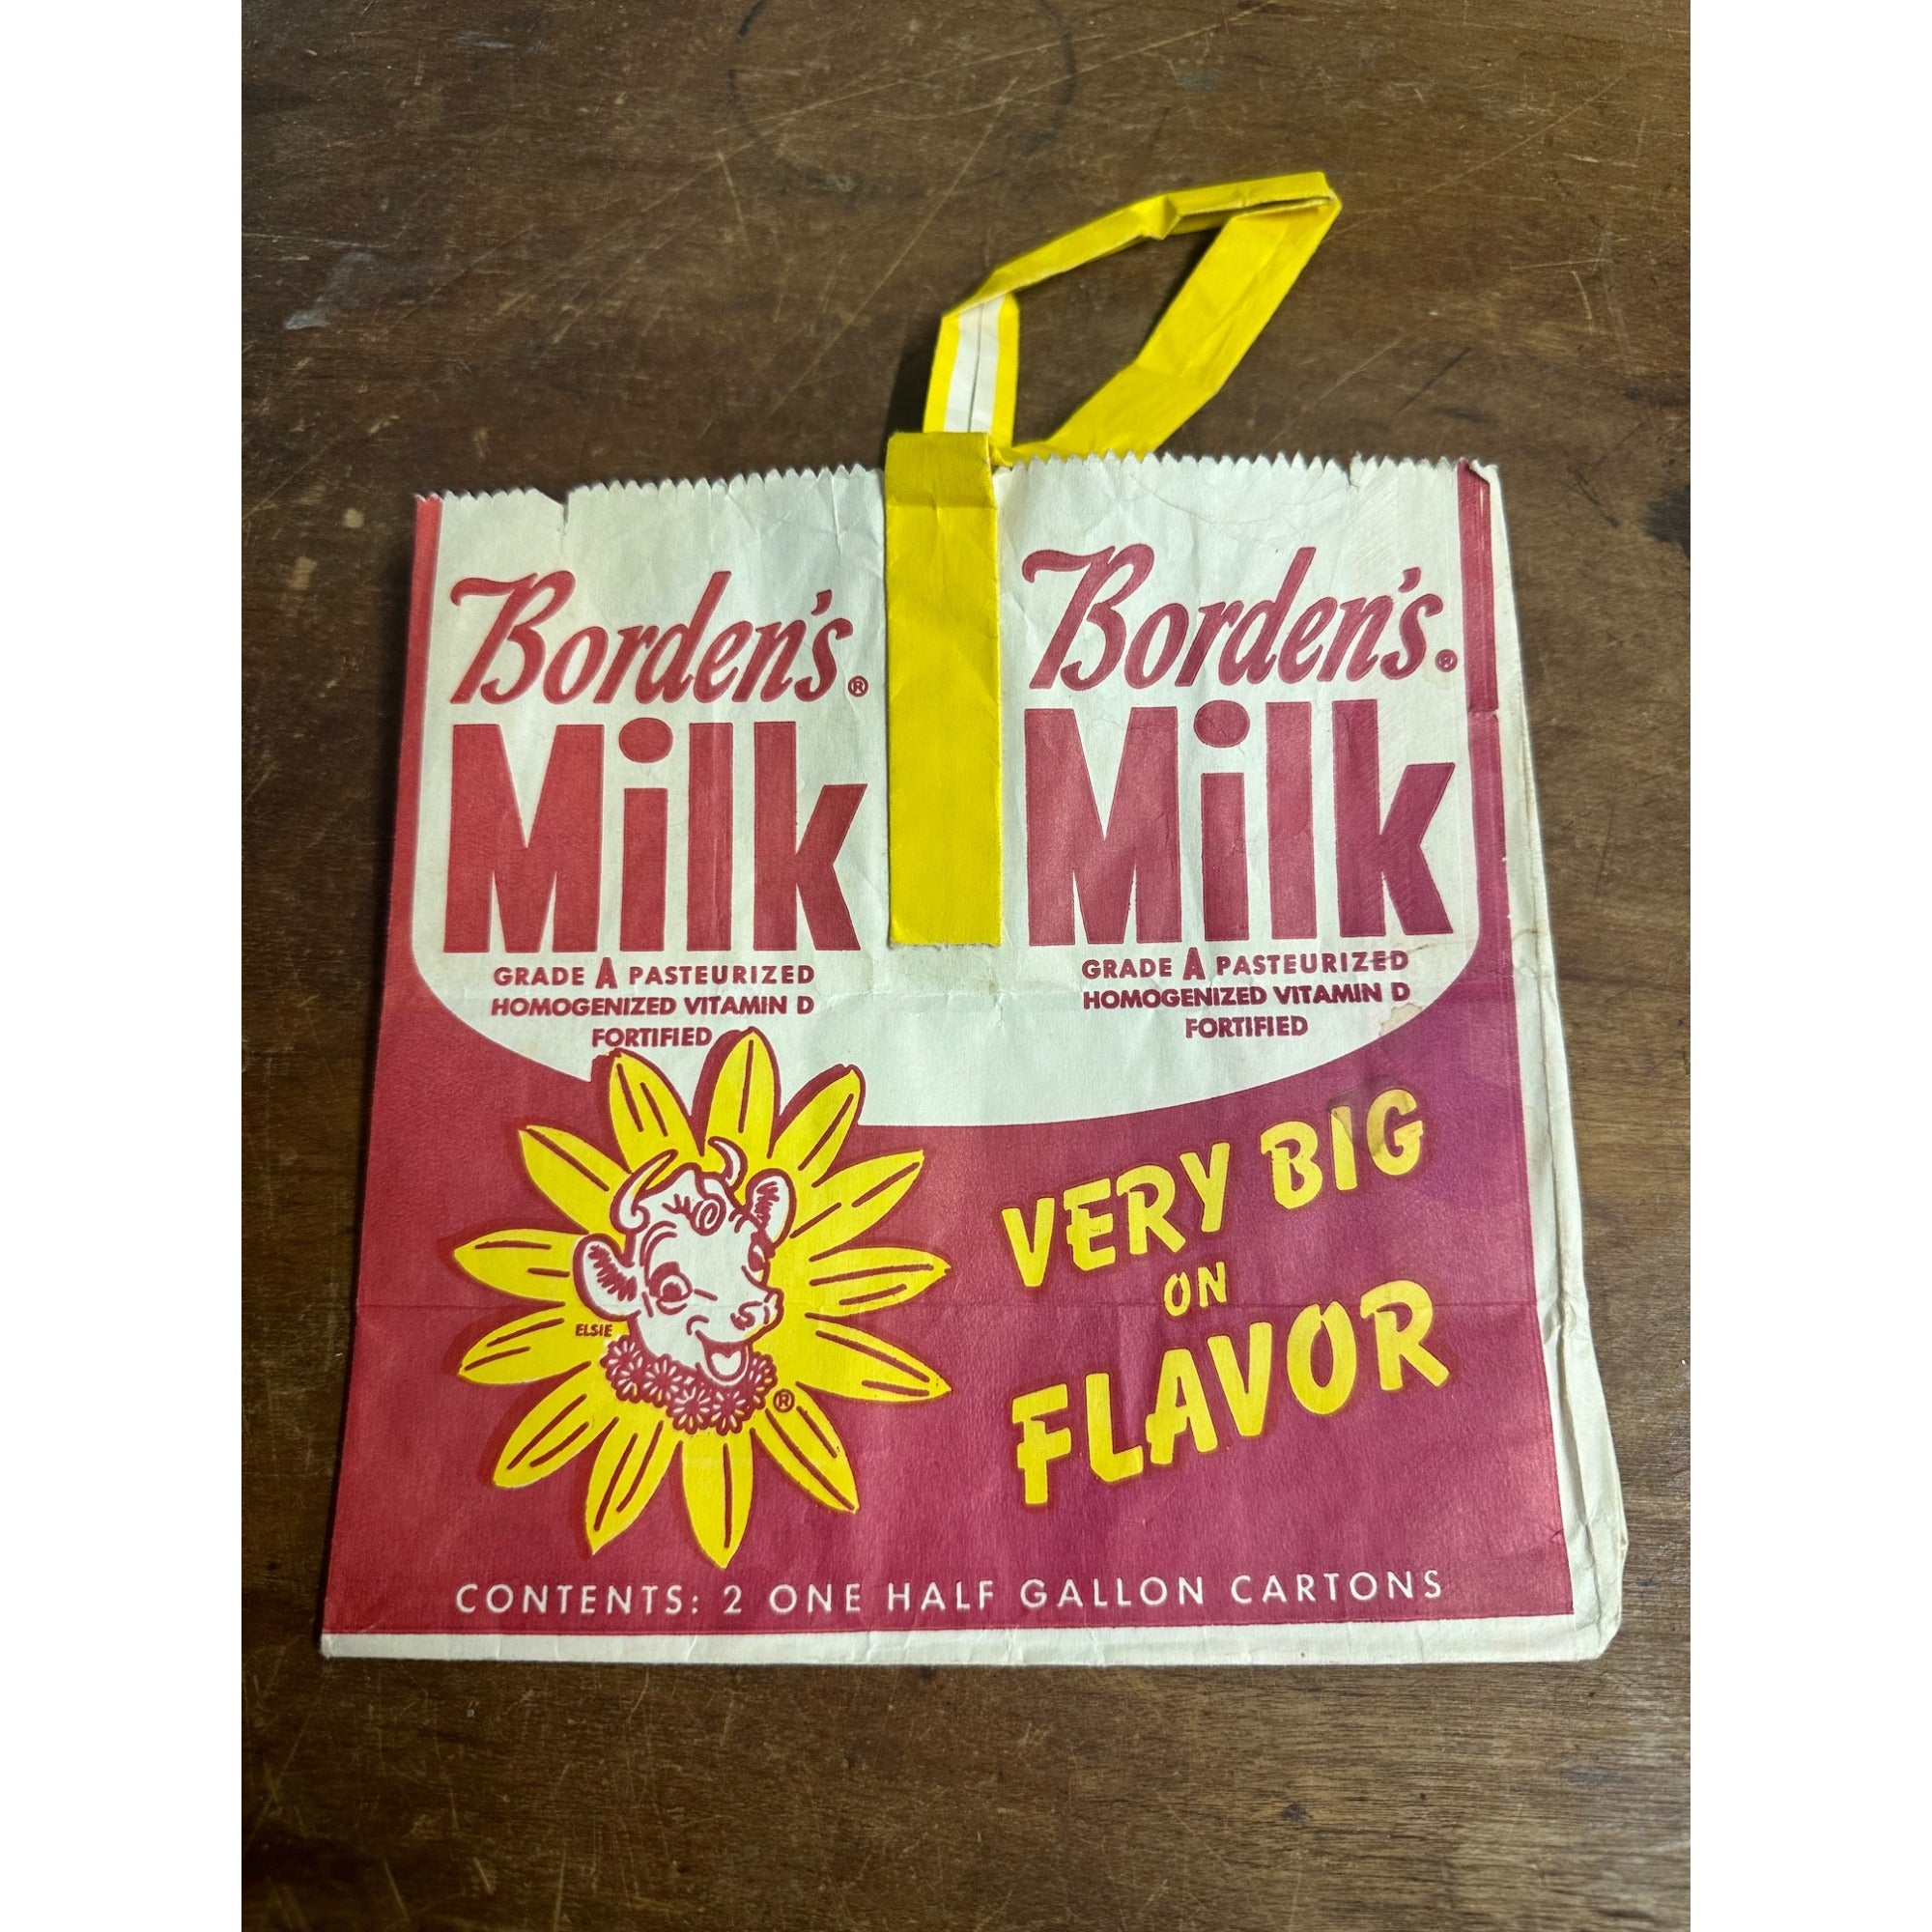 Borden's®
Milk
GRADE A PASTEURIZED
HOMOGENIZED VITAMIN D
FORTIFIED
Borden's®
Milk
GRADE A PASTEURIZED
HOMOGENIZED VITAMIN D
FORTIFIED
ELSIE
®
VERY BIG
ON
FLAVOR
CONTENTS: 2 ONE HALF GALLON CARTONS